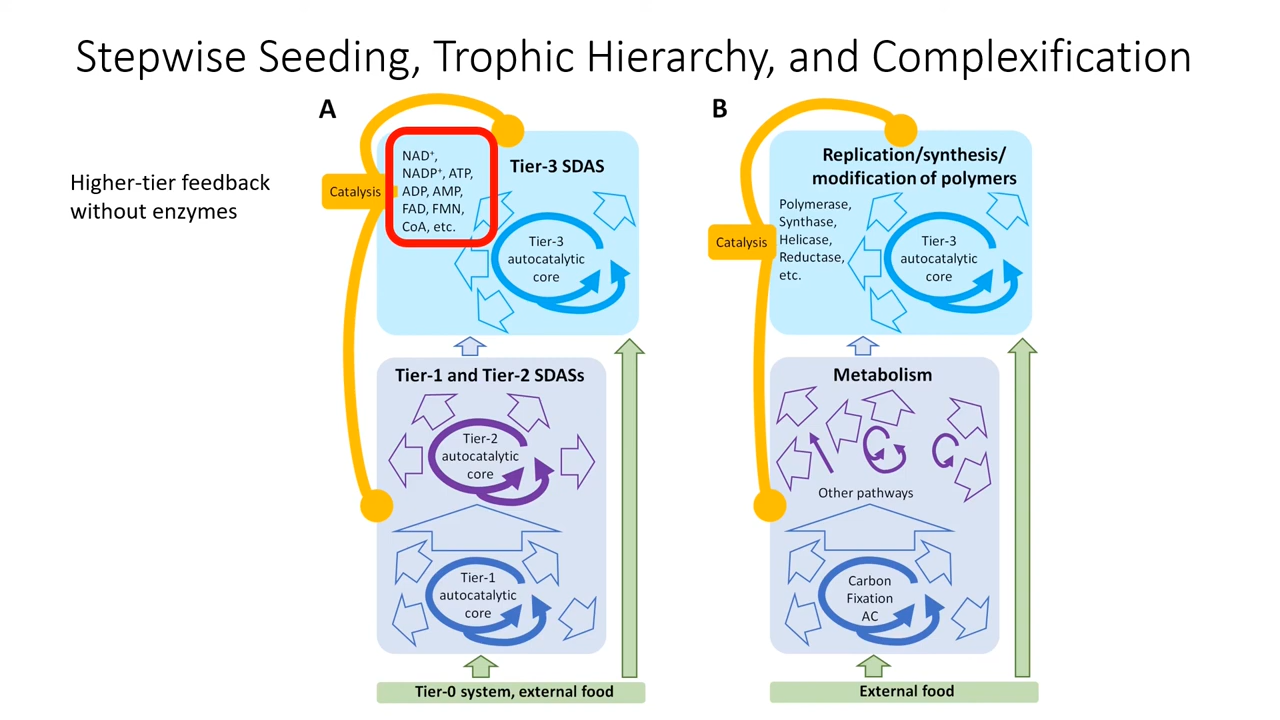 Stepwise Seeding, Trophic Hierarchy, and Complexification
Higher-tier feedback
without enzymes
A
Catalysis
NAD⁺,
NADP⁺, ATP,
ADP, AMP,
FAD, FMN,
CoA, etc.
Tier-3 SDAS
Tier-3
autocatalytic
core
Tier-1 and Tier-2 SDASs
Tier-2
autocatalytic
core
Tier-1
autocatalytic
core
Tier-0 system, external food
B
Catalysis
Replication/synthesis/
modification of polymers
Polymerase,
Synthase,
Helicase,
Reductase,
etc.
Tier-3
autocatalytic
core
Metabolism
Other pathways
Carbon
Fixation
AC
External food